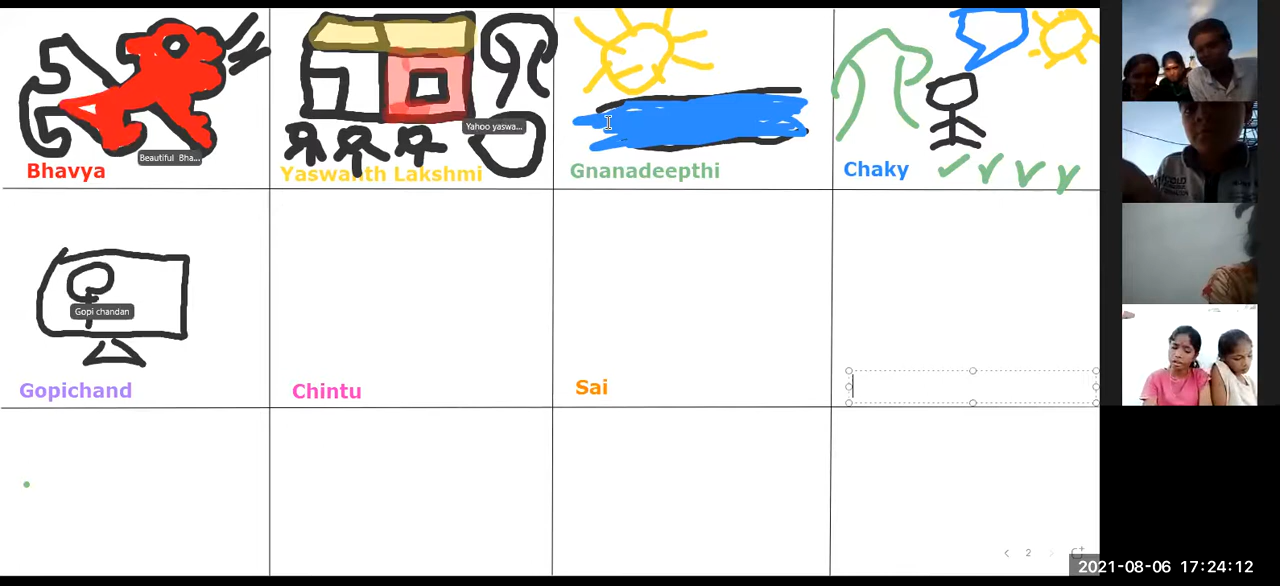 Beautiful Bha...
Bhavya
Yahoo yaswa...
Yaswanth Lakshmi
Gnanadeepthi
Chaky
Gopi chandan
Gopichand
Chintu
Sai
2
2021-08-06 17:24:12